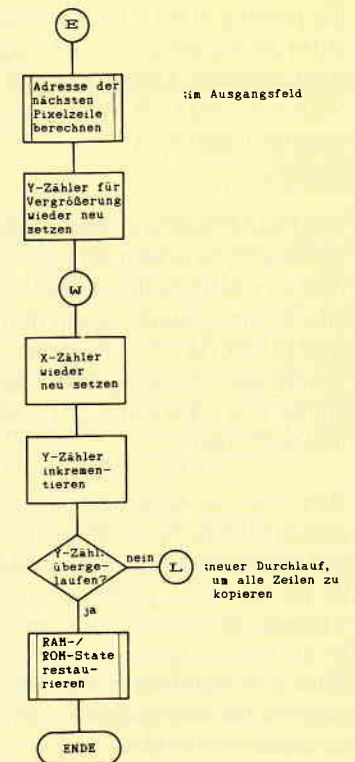 E
Adresse der
nächsten
Pixelzeile
berechnen
;im Ausgangsfeld
Y-Zähler für
Vergrößerung
wieder neu
setzen
W
X-Zähler
wieder
neu setzen
Y-Zähler
inkremen-
tieren
Y-Zähl.
überge-
laufen?
nein
L
;neuer Durchlauf,
um alle Zeilen zu
kopieren
ja
RAM-/
ROM-State
restau-
rieren
ENDE